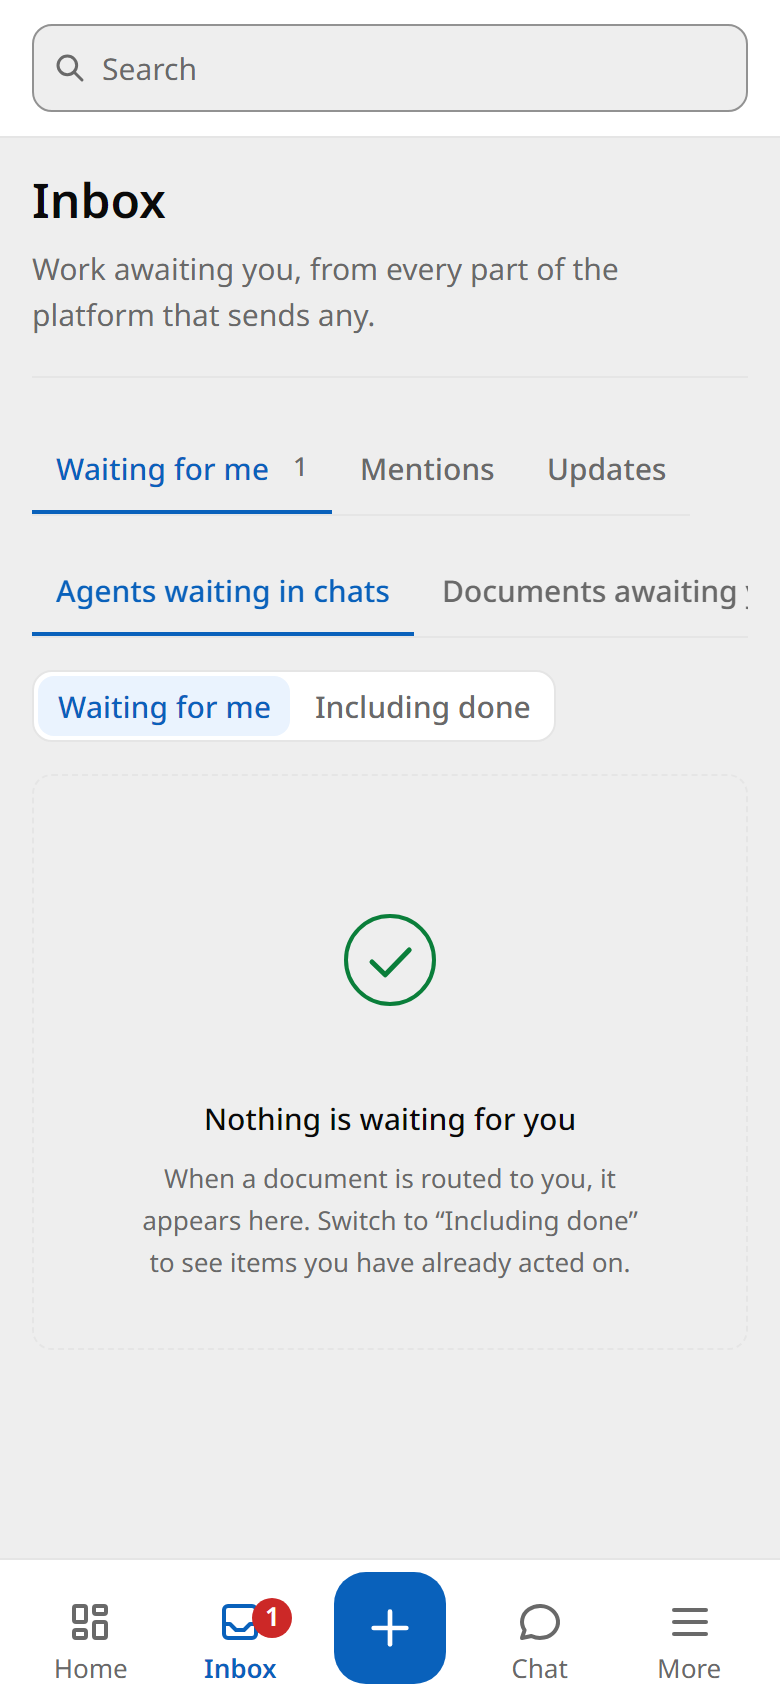 Search
Inbox
Work awaiting you, from every part of the
platform that sends any.
Waiting for me 1 Mentions Updates
Agents waiting in chats Documents awaiting
Waiting for me Including done
Nothing is waiting for you
When a document is routed to you, it
appears here. Switch to “Including done”
to see items you have already acted on.
1
Home Inbox Chat More